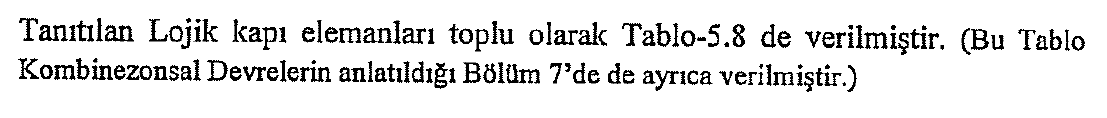 Tanıtılan Lojik kapı elemanları toplu olarak Tablo-5.8 de verilmiştir. (Bu Tablo
Kombinezonsal Devrelerin anlatıldığı Bölüm 7’de de ayrıca verilmiştir.)